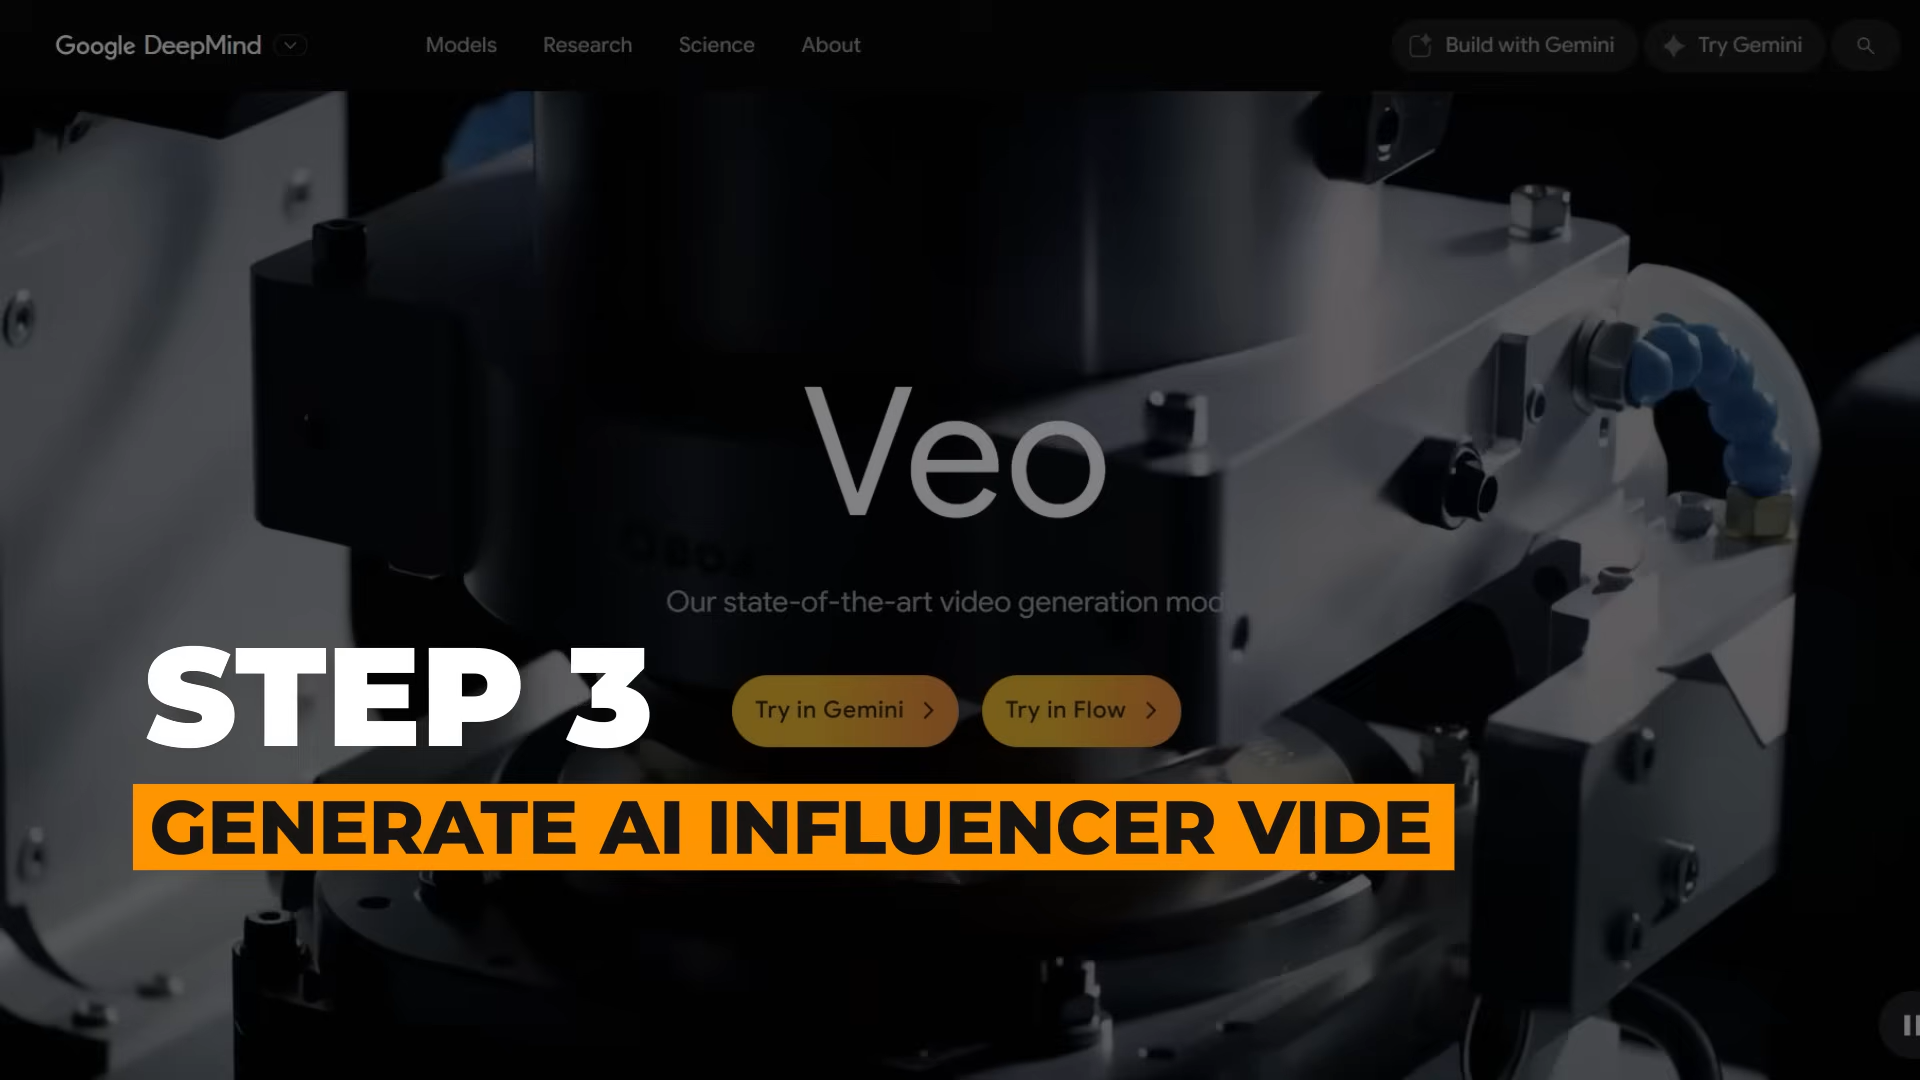 Google DeepMind
Models Research Science About
Build with Gemini Try Gemini
Veo
Our state-of-the-art video generation mod
STEP 3
Try in Gemini Try in Flow
GENERATE AI INFLUENCER VIDE